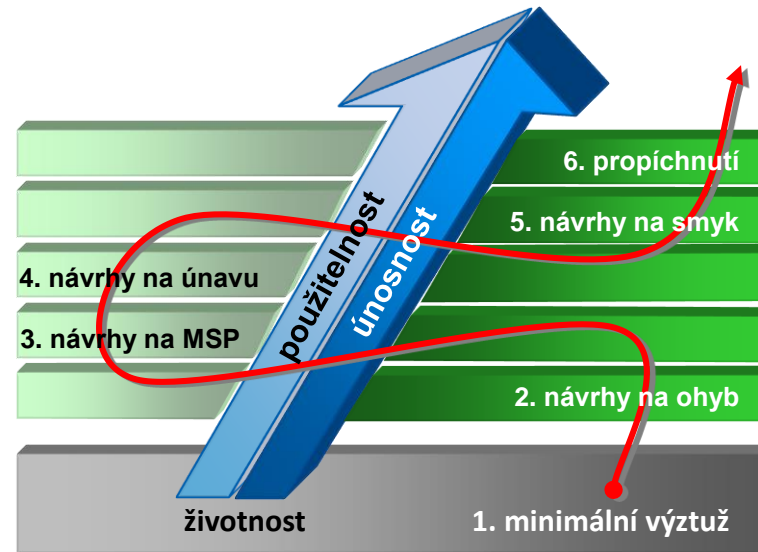 6. propíchnutí
5. návrhy na smyk
4. návrhy na únavu
použitelnost
únosnost
3. návrhy na MSP
2. návrhy na ohyb
životnost
1. minimální výztuž